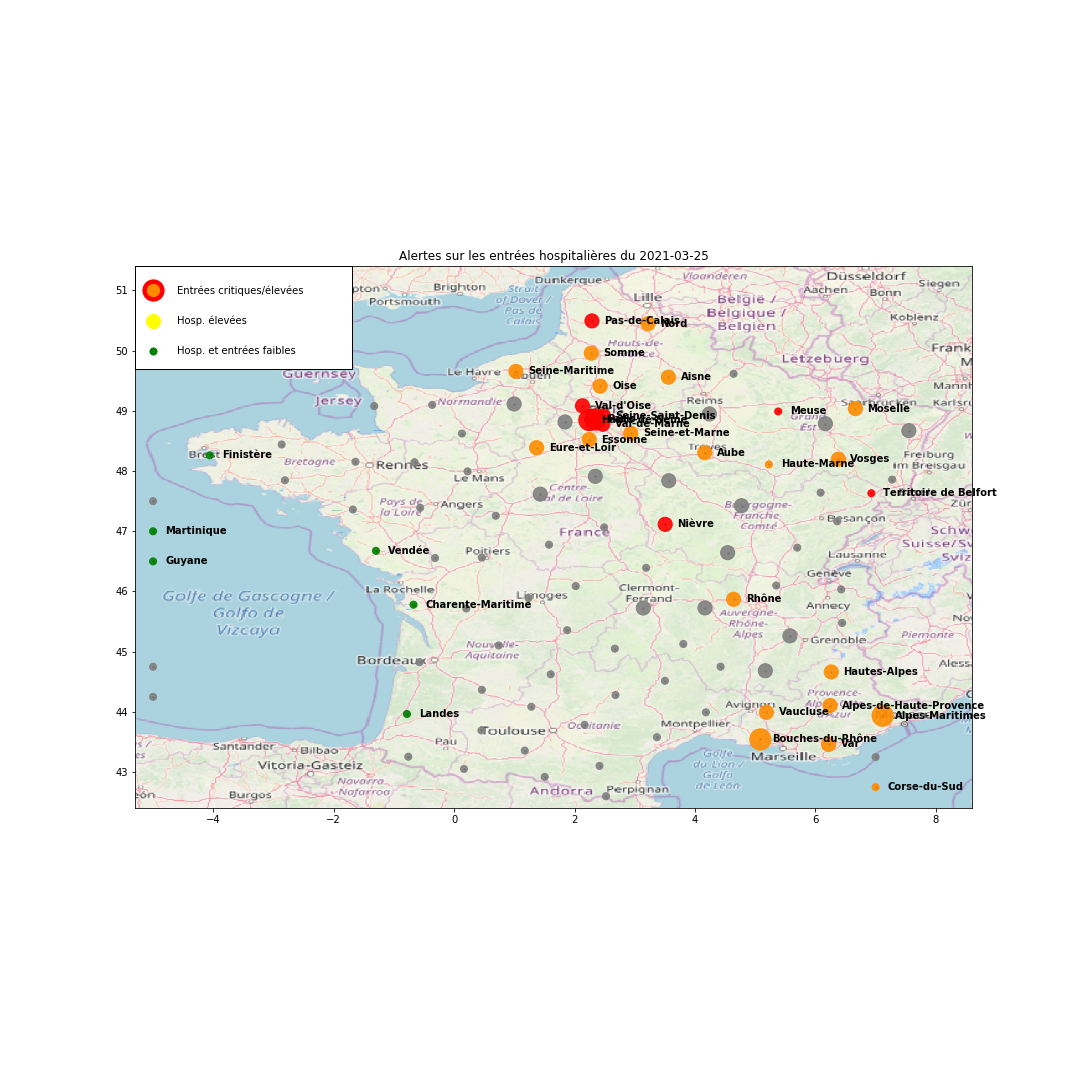 Alertes sur les entrées hospitalières du 2021-03-25
Entrées critiques/élevées
Hosp. élevées
Hosp. et entrées faibles
51
50
49
48
47
46
45
44
43
−4
−2
0
2
4
6
8
Portsmouth
Brighton
Strait
of Dover /
Pas de
Calais
Dunkerque
Lille
Vlaanderen
België /
Belgique /
Belgien
Aachen
Düsseldorf
Bonn
Siegen
Koblenz
Pas-de-Calais
Nord
Hauts-de-
Somme
Lëtzebuerg
Guernsey
Jersey
Le Havre
Seine-Maritime
Oise
Aisne
Normandie
Val-d'Oise
Reims
Meuse
Moselle
Seine-Saint-Denis
Val-de-Marne
Essonne
Seine-et-Marne
Eure-et-Loir
Aube
Haute-Marne
Vosges
Freiburg
im Breisgau
Brest
Finistère
Bretagne
Rennes
Le Mans
Centre-
Val de Loire
Territoire de Belfort
Pays de
la Loire
Angers
Bourgogne-
Franche-
Comté
Besançon
Martinique
Guyane
France
Nièvre
Lausanne
Genève
Vendée
Poitiers
La Rochelle
Charente-Maritime
Limoges
Clermont-
Ferrand
Rhône
Annecy
Auvergne-
Rhône-
Alpes
Golfe de Gascogne /
Golfo de
Vizcaya
Bordeaux
Nouvelle-
Aquitaine
Grenoble
Piemonte
Hautes-Alpes
Landes
Avignon
Vaucluse
Provence-
Alpes-de-Haute-Provence
Alpes-Maritimes
Toulouse
Occitanie
Montpellier
Bouches-du-Rhône
Var
Marseille
Pau
Santander
Bilbao
Vitoria-Gasteiz
Burgos
Navarra
Nafarroa
Andorra
Perpignan
Golfe
du Lion /
Golfo
de León
Corse-du-Sud